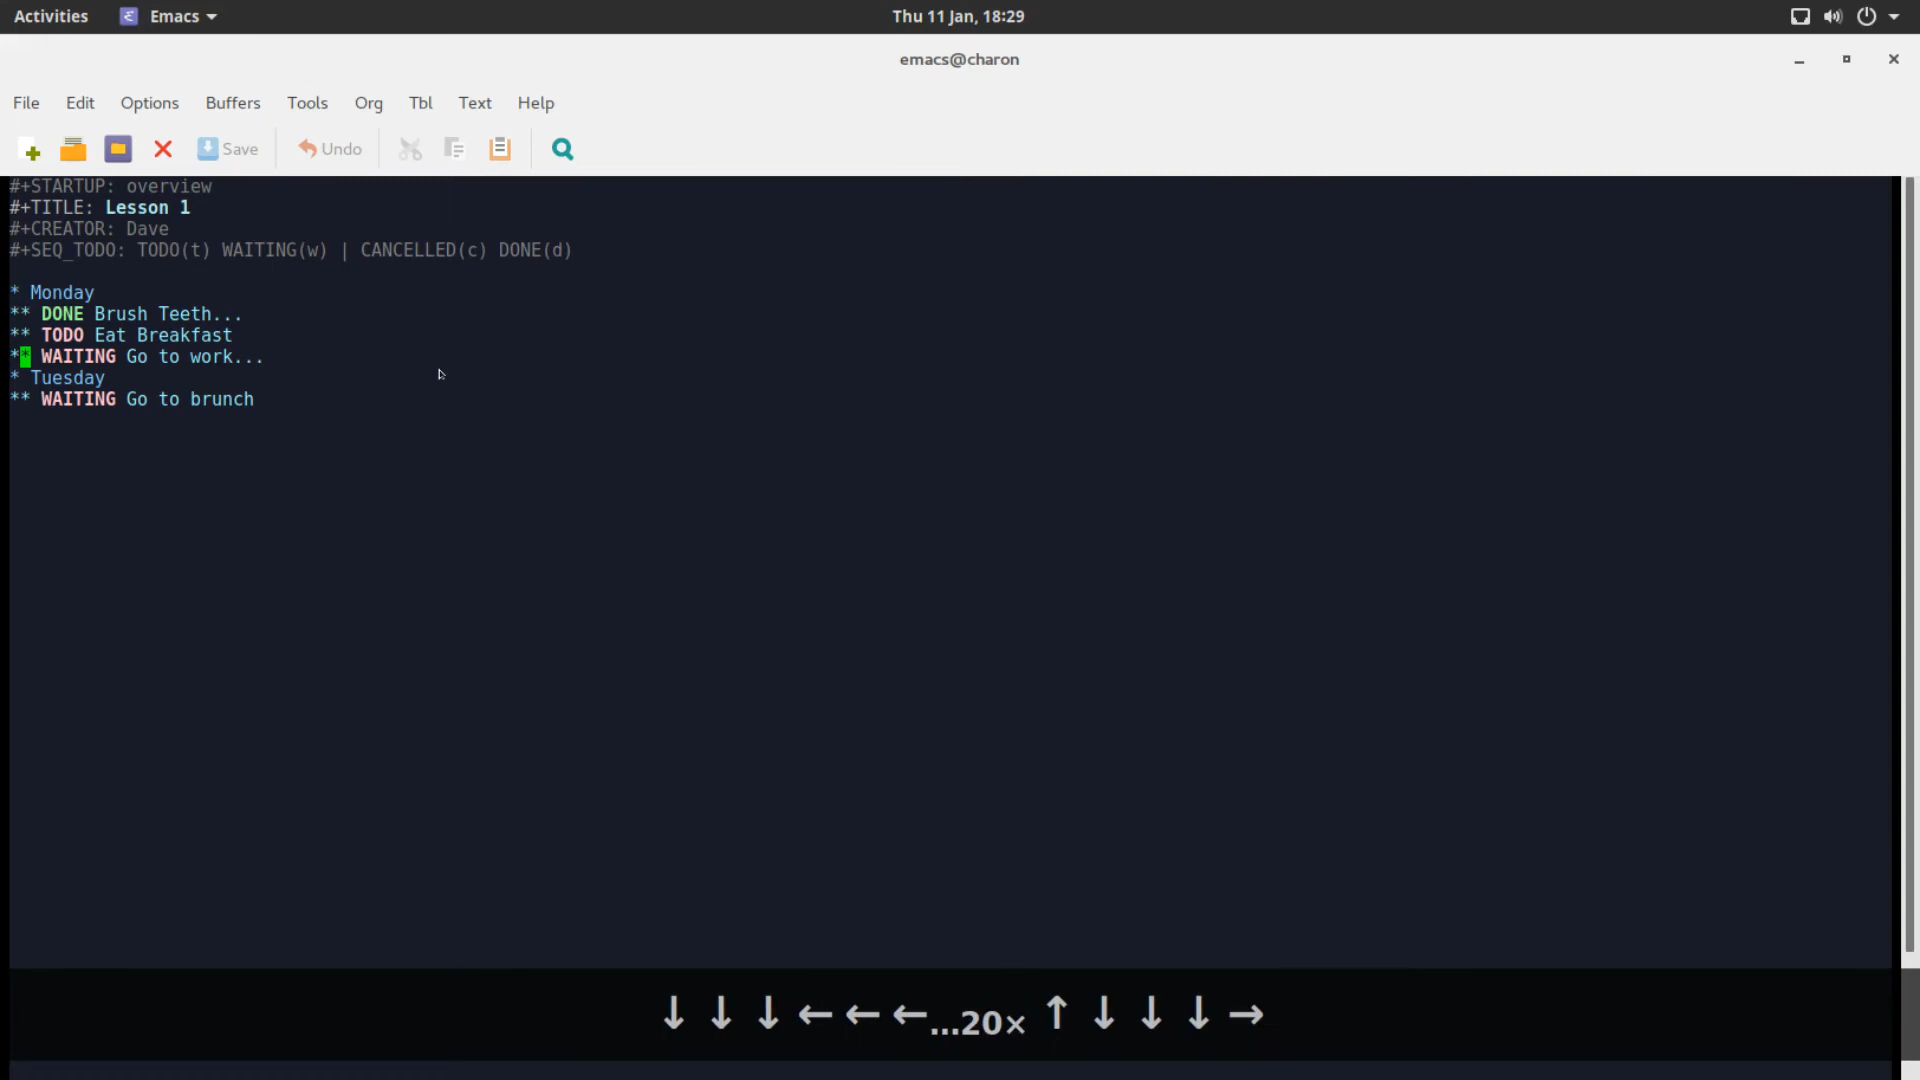 Activities Emacs Thu 11 Jan, 18:29
emacs@charon
File Edit Options Buffers Tools Org Tbl Text Help
Save Undo
#+STARTUP: overview
#+TITLE: Lesson 1
#+CREATOR: Dave
#+SEQ_TODO: TODO(t) WAITING(w) | CANCELLED(c) DONE(d)
* Monday
** DONE Brush Teeth...
** TODO Eat Breakfast
** WAITING Go to work...
* Tuesday
** WAITING Go to brunch
↓ ↓ ↓ ← ← ←...20× ↑ ↓ ↓ ↓ →